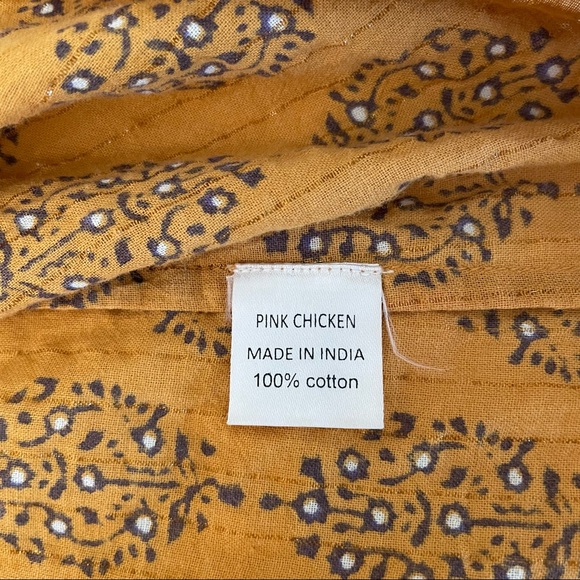 PINK CHICKEN
MADE IN INDIA
100% cotton